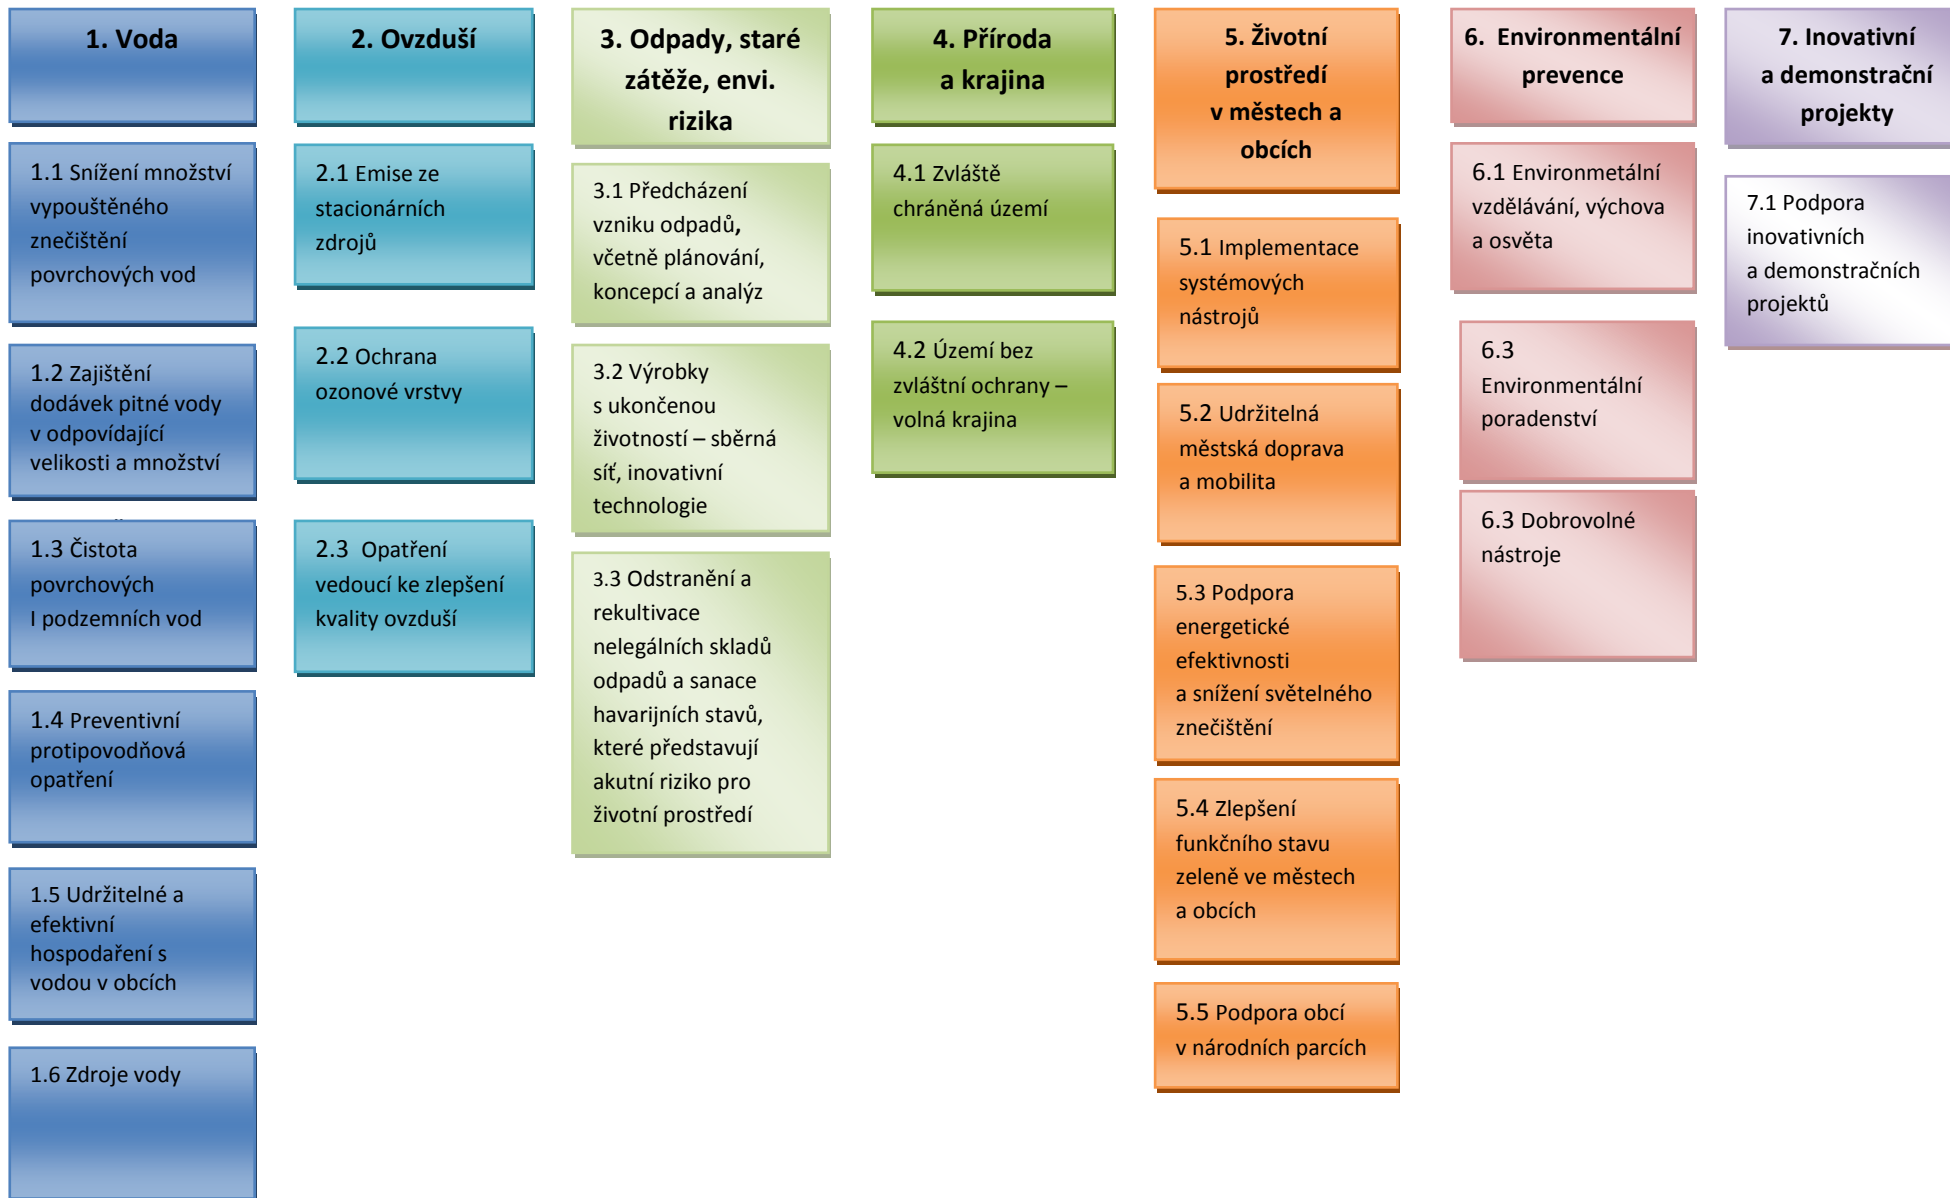 1. Voda
1.1 Snížení množství
vypouštěného
znečištění
povrchových vod
1.2 Zajištění
dodávek pitné vody
v odpovídající
velikosti a množství
1.3 Čistota
povrchových
I podzemních vod
1.4 Preventivní
protipovodňová
opatření
1.5 Udržitelné a
efektivní
hospodaření s
vodou v obcích
1.6 Zdroje vody
2. Ovzduší
2.1 Emise ze
stacionárních
zdrojů
2.2 Ochrana
ozonové vrstvy
2.3 Opatření
vedoucí ke zlepšení
kvality ovzduší
3. Odpady, staré
zátěže, envi.
rizika
3.1 Předcházení
vzniku odpadů,
včetně plánování,
koncepcí a analýz
3.2 Výrobky
s ukončenou
životností – sběrná
síť, inovativní
technologie
3.3 Odstranění a
rekultivace
nelegálních skladů
odpadů a sanace
havarijních stavů,
které představují
akutní riziko pro
životní prostředí
4. Příroda
a krajina
4.1 Zvláště
chráněná území
4.2 Území bez
zvláštní ochrany –
volná krajina
5. Životní
prostředí
v městech a
obcích
5.1 Implementace
systémových
nástrojů
5.2 Udržitelná
městská doprava
a mobilita
5.3 Podpora
energetické
efektivnosti
a snížení světelného
znečištění
5.4 Zlepšení
funkčního stavu
zeleně ve městech
a obcích
5.5 Podpora obcí
v národních parcích
6. Environmentální
prevence
6.1 Environmetální
vzdělávání, výchova
a osvěta
6.3
Environmentální
poradenství
6.3 Dobrovolné
nástroje
7. Inovativní
a demonstrační
projekty
7.1 Podpora
inovativních
a demonstračních
projektů